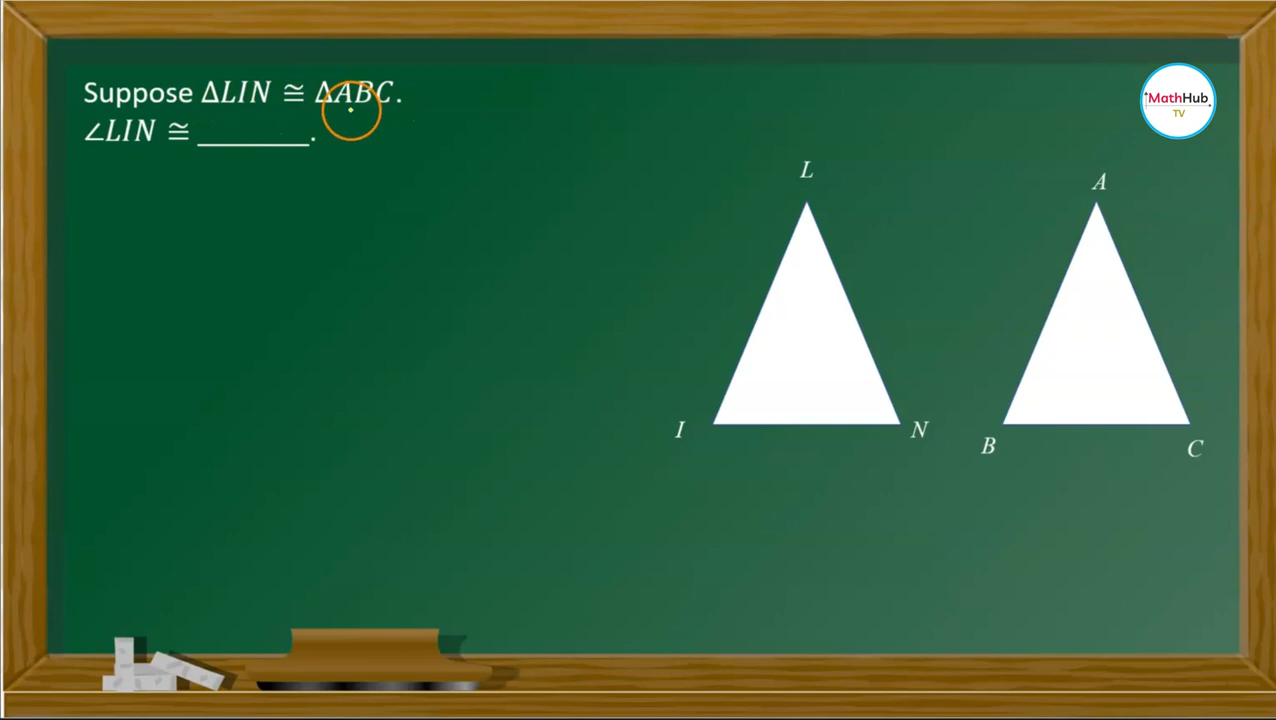 Suppose ΔLIN ≅ ΔABC.
∠LIN ≅ ________.
MathHub
TV
L
A
I
N
B
C